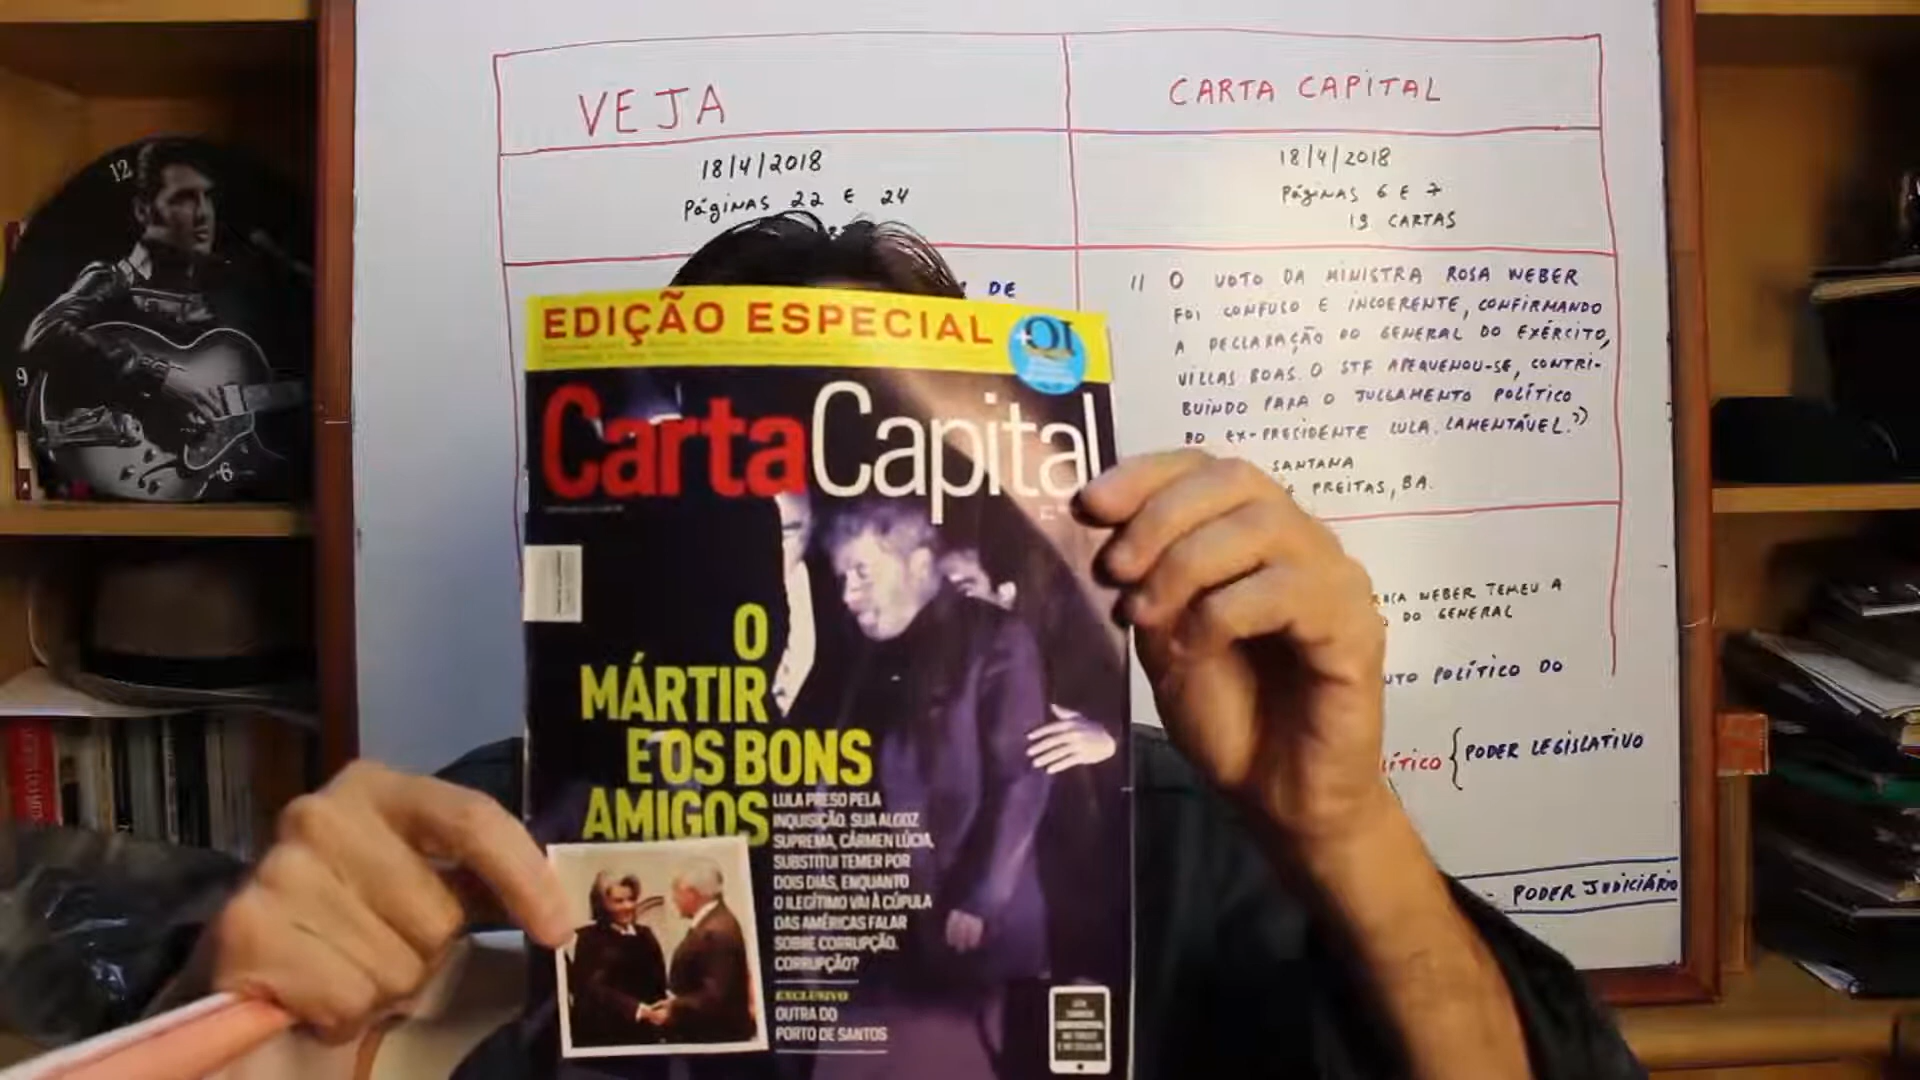 VEJA
18/4/2018
Páginas 22 E 24
DE
CARTA CAPITAL
18/4/2018
Páginas 6 E 7
19 CARTAS
" O VOTO DA MINISTRA ROSA WEBER
FOI CONFUSO E INCOERENTE, CONFIRMANDO
A DECLARAÇÃO DO GENERAL DO EXÉRCITO,
VILLAS BOAS. O STF APEQUENOU-SE, CONTRI-
BUINDO PARA O JULGAMENTO POLÍTICO
DO EX-PRESIDENTE LULA. LAMENTÁVEL."
SANTANA
FREITAS, BA.
WEBER TEMEU A
DO GENERAL
POLÍTICO DO
{ PODER LEGISLATIVO
- PODER JUDICIÁRIO
12
9
6
EDIÇÃO ESPECIAL
+QI
CartaCapital
O
MÁRTIR
E OS BONS
AMIGOS
LULA PRESO PELA
INQUISIÇÃO. SUA ALGOZ
SUPREMA, CÁRMEN LÚCIA,
SUBSTITUI TEMER POR
DOIS DIAS, ENQUANTO
O ILEGÍTIMO VAI À CÚPULA
DAS AMÉRICAS FALAR
SOBRE CORRUPÇÃO.
CORRUPÇÃO?
EXCLUSIVO
OUTRA DO
PORTO DE SANTOS